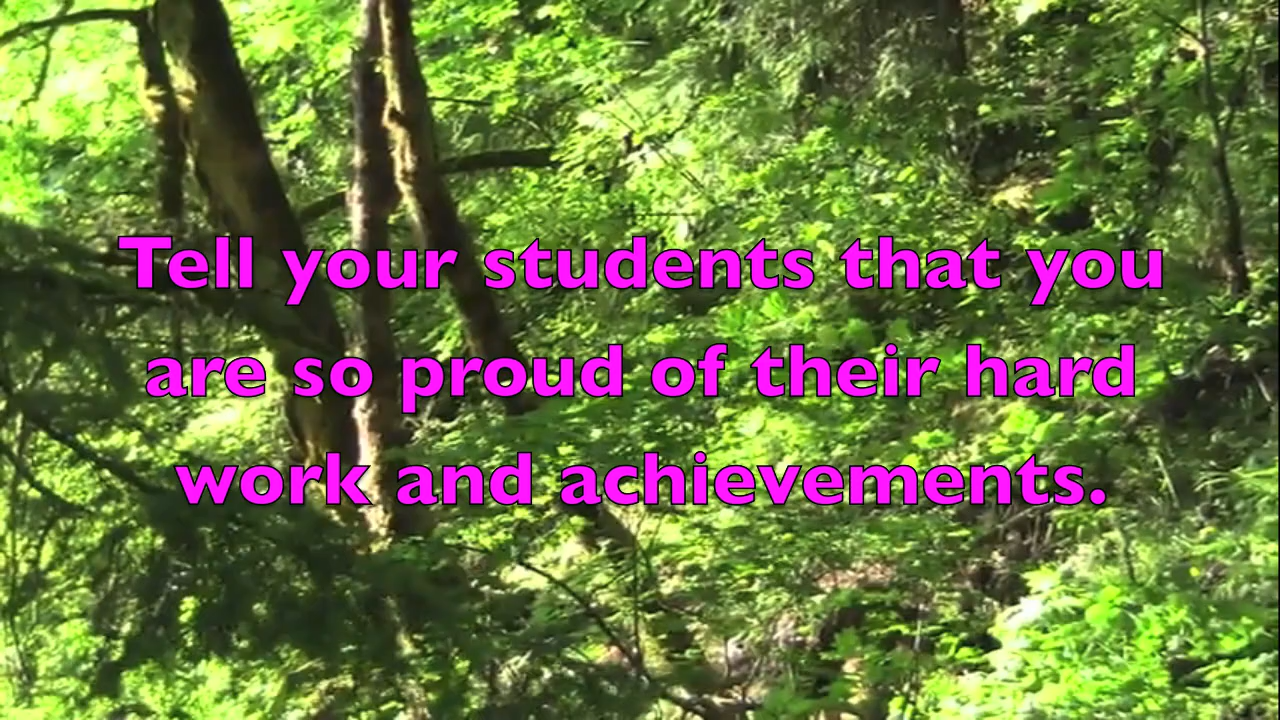 Tell your students that you
are so proud of their hard
work and achievements.